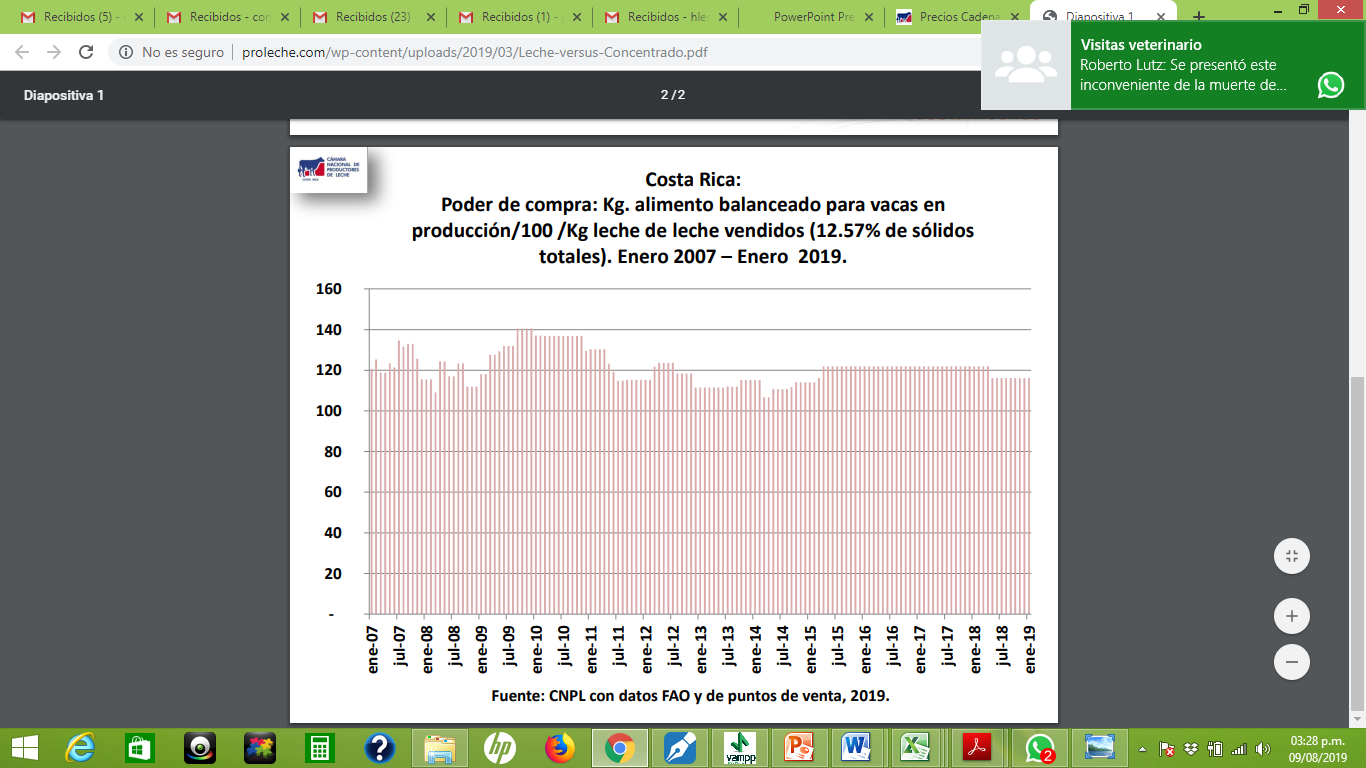 Recibidos (5) -
Recibidos - con
Recibidos (23) -
Recibidos (1) -
Recibidos - hle
PowerPoint Pre
Precios Cadena
Diapositiva 1
No es seguro
proleche.com/wp-content/uploads/2019/03/Leche-versus-Concentrado.pdf
Visitas veterinario
Roberto Lutz: Se presentó este
inconveniente de la muerte de...
Diapositiva 1
2 / 2
CÁMARA
NACIONAL DE
PRODUCTORES
DE LECHE
COSTA RICA
Costa Rica:
Poder de compra: Kg. alimento balanceado para vacas en
producción/100 /Kg leche de leche vendidos (12.57% de sólidos
totales). Enero 2007 – Enero  2019.
160
140
120
100
80
60
40
20
-
ene-07
jul-07
ene-08
jul-08
ene-09
jul-09
ene-10
jul-10
ene-11
jul-11
ene-12
jul-12
ene-13
jul-13
ene-14
jul-14
ene-15
jul-15
ene-16
jul-16
ene-17
jul-17
ene-18
jul-18
ene-19
Fuente: CNPL con datos FAO y de puntos de venta, 2019.
hp
vampp
2
03:28 p.m.
09/08/2019